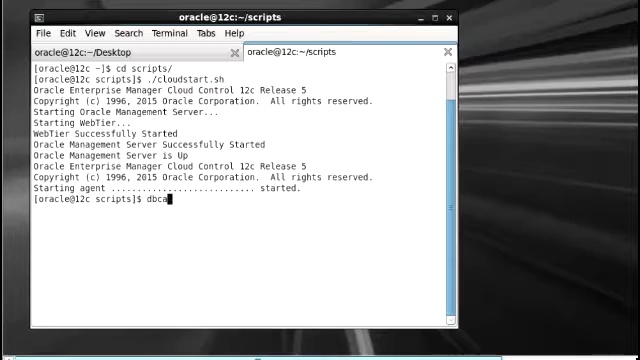 oracle@12c:~/scripts
File Edit View Search Terminal Tabs Help
oracle@12c:~/Desktop
oracle@12c:~/scripts
[oracle@12c ~]$ cd scripts/
[oracle@12c scripts]$ ./cloudstart.sh
Oracle Enterprise Manager Cloud Control 12c Release 5
Copyright (c) 1996, 2015 Oracle Corporation.  All rights reserved.
Starting Oracle Management Server...
Starting WebTier...
WebTier Successfully Started
Oracle Management Server Successfully Started
Oracle Management Server is Up
Oracle Enterprise Manager Cloud Control 12c Release 5
Copyright (c) 1996, 2015 Oracle Corporation.  All rights reserved.
Starting agent ........................... started.
[oracle@12c scripts]$ dbca